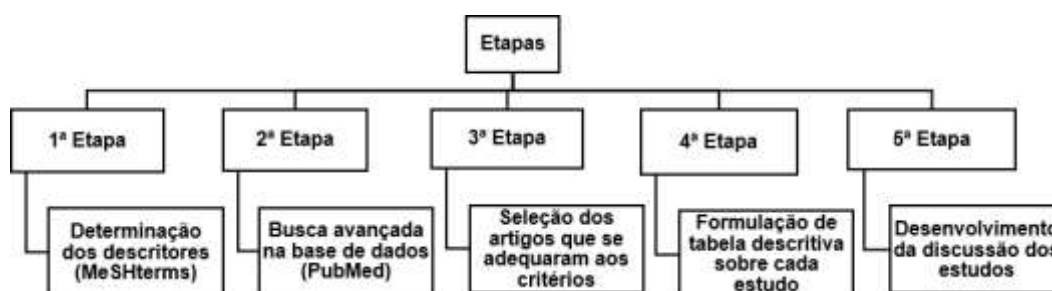 Etapas
1ª Etapa
2ª Etapa
3ª Etapa
4ª Etapa
5ª Etapa
Determinação
dos descritores
(MeSHterms)
Busca avançada
na base de dados
(PubMed)
Seleção dos
artigos que se
adequaram aos
critérios
Formulação de
tabela descritiva
sobre cada
estudo
Desenvolvimento
da discussão dos
estudos